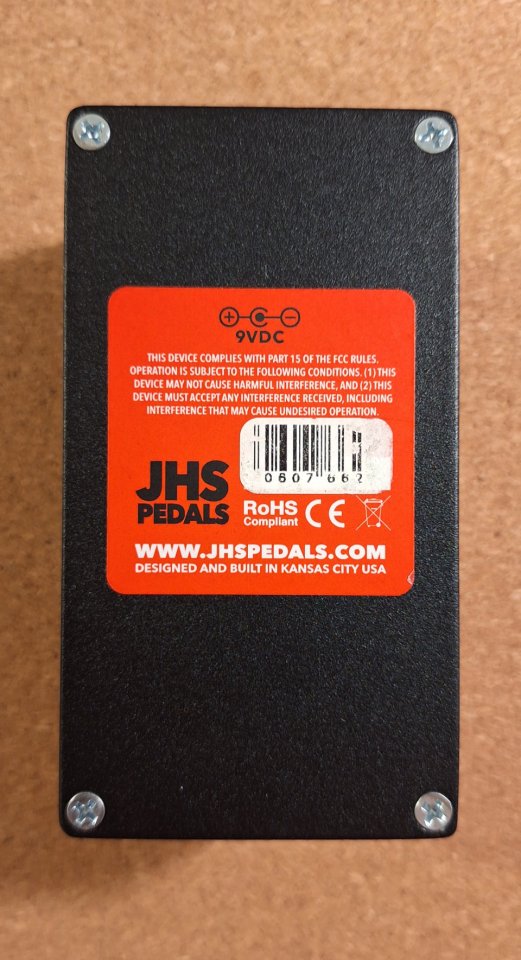 9VDC
THIS DEVICE COMPLIES WITH PART 15 OF THE FCC RULES.
OPERATION IS SUBJECT TO THE FOLLOWING CONDITIONS. (1) THIS
DEVICE MAY NOT CAUSE HARMFUL INTERFERENCE, AND (2) THIS
DEVICE MUST ACCEPT ANY INTERFERENCE RECEIVED, INCLUDING
INTERFERENCE THAT MAY CAUSE UNDESIRED OPERATION.
0607662
JHS
PEDALS
RoHS
Compliant
CE
WWW.JHSPEDALS.COM
DESIGNED AND BUILT IN KANSAS CITY USA